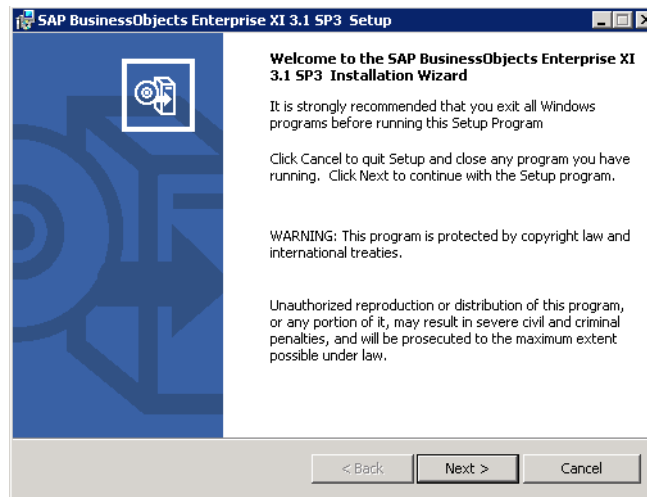 SAP BusinessObjects Enterprise XI 3.1 SP3 Setup
Welcome to the SAP BusinessObjects Enterprise XI
3.1 SP3 Installation Wizard
It is strongly recommended that you exit all Windows
programs before running this Setup Program
Click Cancel to quit Setup and close any program you have
running. Click Next to continue with the Setup program.
WARNING: This program is protected by copyright law and
international treaties.
Unauthorized reproduction or distribution of this program,
or any portion of it, may result in severe civil and criminal
penalties, and will be prosecuted to the maximum extent
possible under law.
< Back
Next >
Cancel